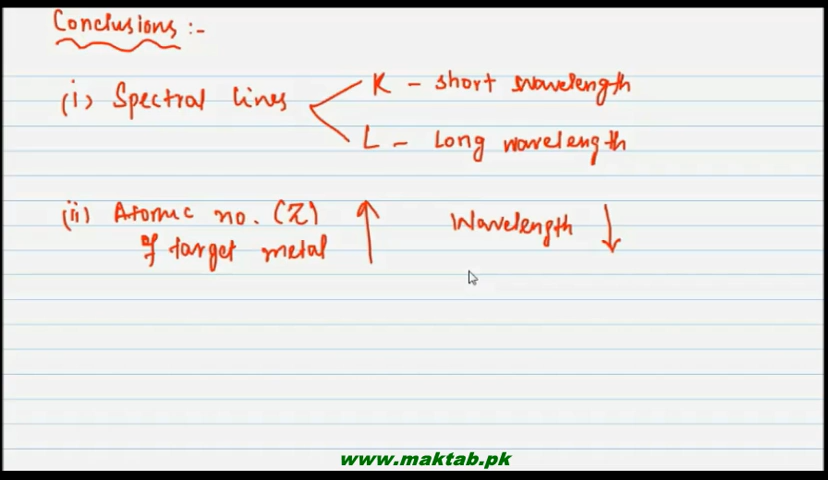 Conclusions :-
(i) Spectral lines
K - short wavelength
L - Long wavelength
(ii) Atomic no. (Z)
of target metal
Wavelength
www.maktab.pk